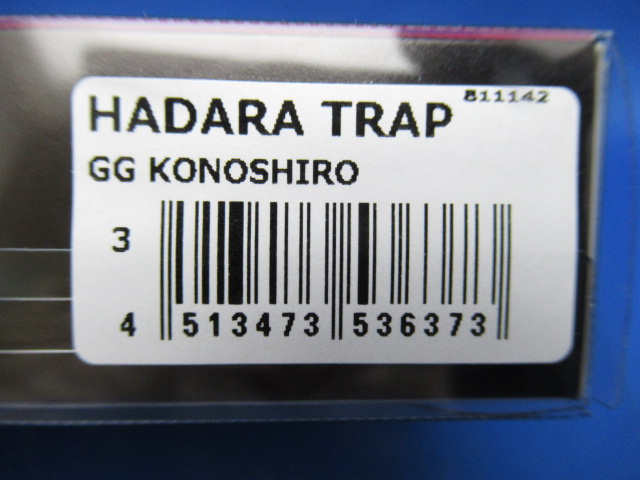 811142
HADARA TRAP
GG KONOSHIRO
3
4 513473 536373